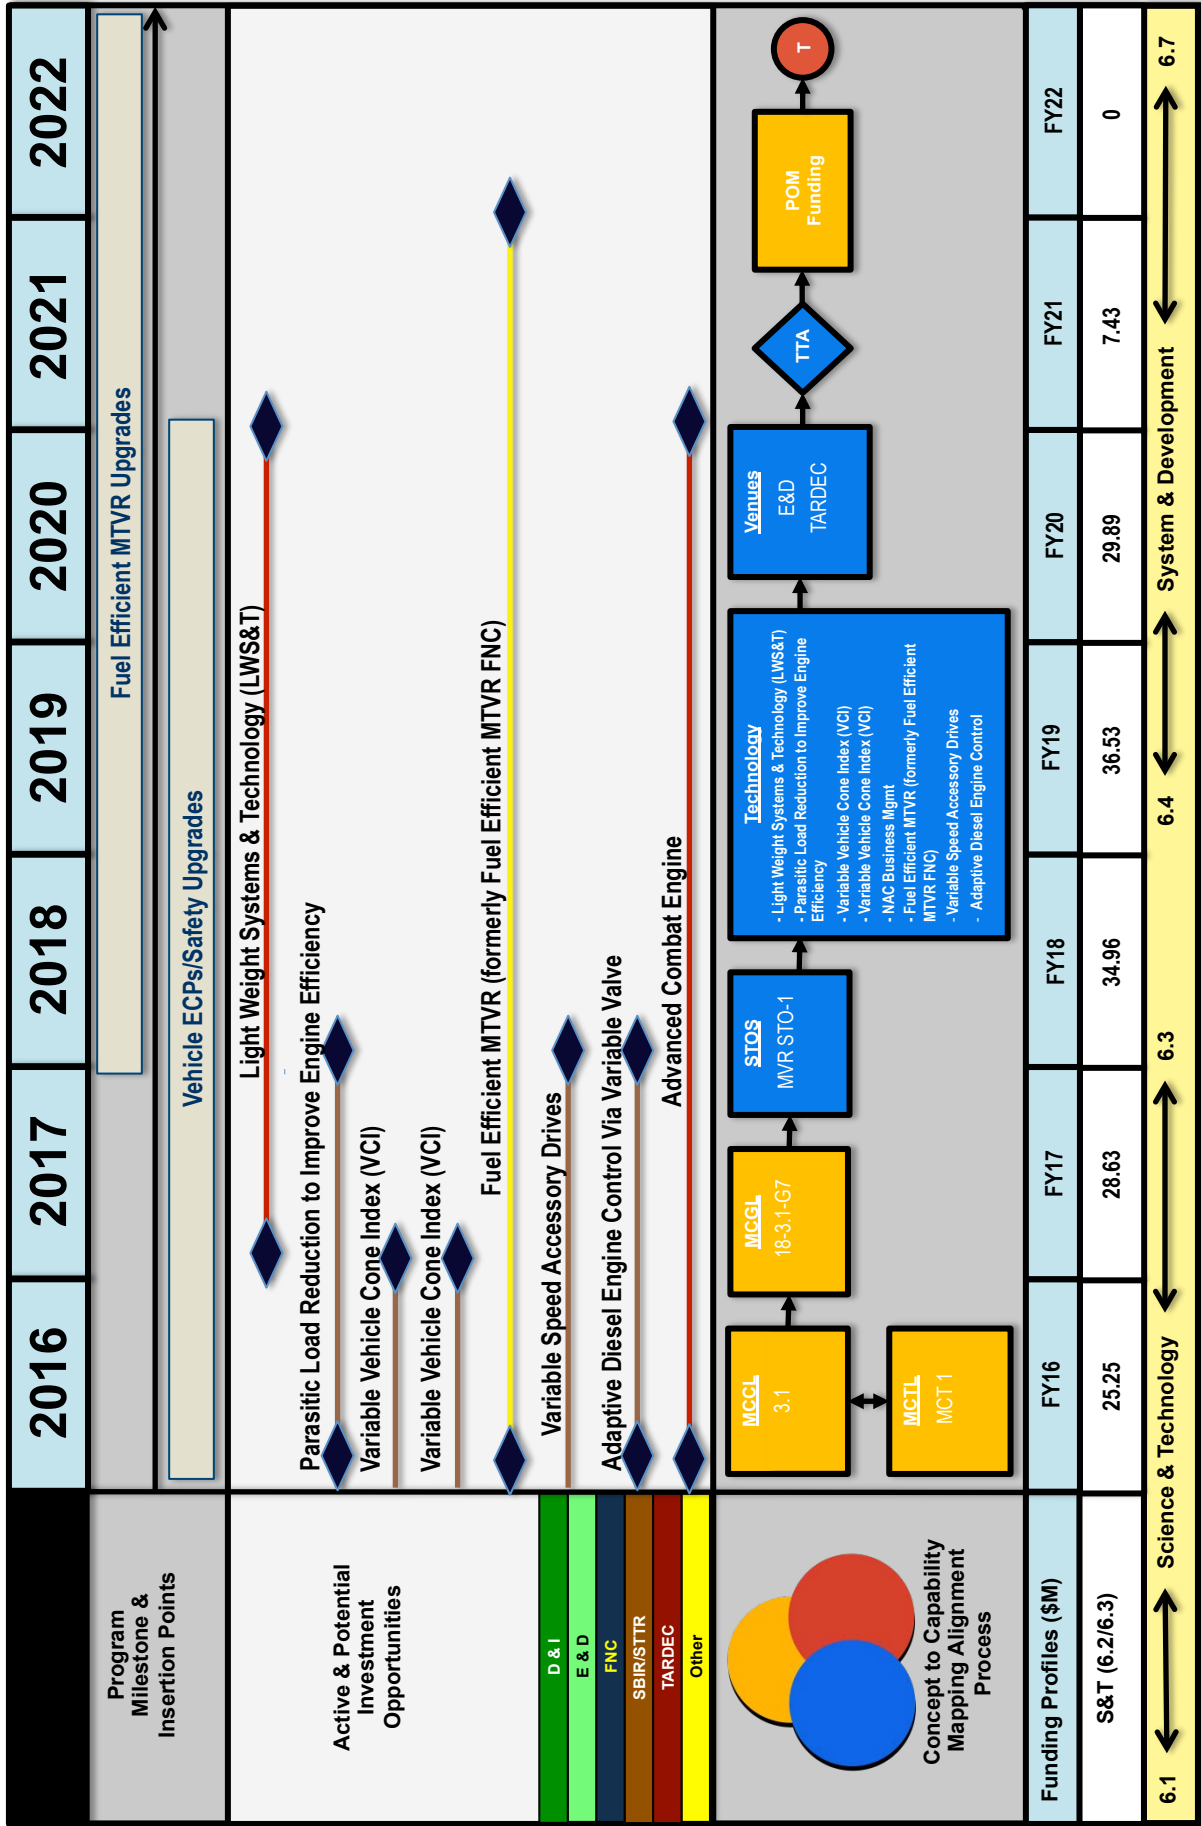 2016
2017
2018
2019
2020
2021
2022
Program
Milestone &
Insertion Points
Fuel Efficient MTVR Upgrades
Vehicle ECPs/Safety Upgrades
Active & Potential
Investment
Opportunities
D & I
E & D
FNC
SBIR/STTR
TARDEC
Other
Light Weight Systems & Technology (LWS&T)
Parasitic Load Reduction to Improve Engine Efficiency
Variable Vehicle Cone Index (VCI)
Variable Vehicle Cone Index (VCI)
Fuel Efficient MTVR (formerly Fuel Efficient MTVR FNC)
Variable Speed Accessory Drives
Adaptive Diesel Engine Control Via Variable Valve
Advanced Combat Engine
Concept to Capability
Mapping Alignment
Process
MCCL
3.1
MCTL
MCT 1
MCGL
18-3.1-G7
STOS
MVR STO-1
Technology
- Light Weight Systems & Technology (LWS&T)
- Parasitic Load Reduction to Improve Engine
Efficiency
- Variable Vehicle Cone Index (VCI)
- Variable Vehicle Cone Index (VCI)
- NAC Business Mgmt
- Fuel Efficient MTVR (formerly Fuel Efficient
MTVR FNC)
- Variable Speed Accessory Drives
- Adaptive Diesel Engine Control
Venues
E&D
TARDEC
TTA
POM
Funding
T
Funding Profiles ($M)
FY16
FY17
FY18
FY19
FY20
FY21
FY22
S&T (6.2/6.3)
25.25
28.63
34.96
36.53
29.89
7.43
0
6.1
Science & Technology
6.3
6.4
System & Development
6.7